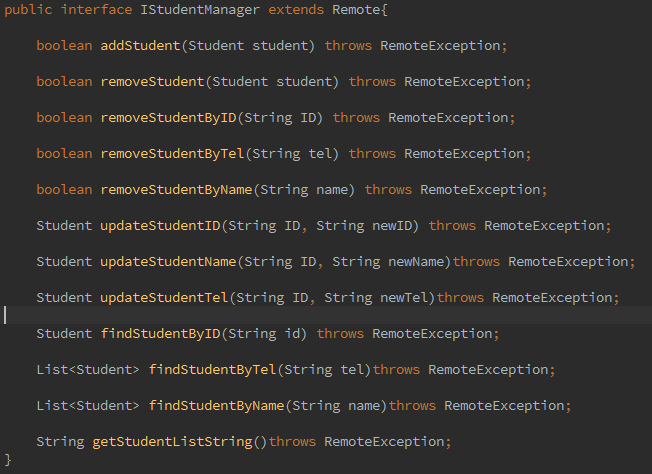 public interface IStudentManager extends Remote{
boolean addStudent(Student student) throws RemoteException;
boolean removeStudent(Student student) throws RemoteException;
boolean removeStudentByID(String ID) throws RemoteException;
boolean removeStudentByTel(String tel) throws RemoteException;
boolean removeStudentByName(String name) throws RemoteException;
Student updateStudentID(String ID, String newID) throws RemoteException;
Student updateStudentName(String ID, String newName)throws RemoteException;
Student updateStudentTel(String ID, String newTel)throws RemoteException;
Student findStudentByID(String id) throws RemoteException;
List<Student> findStudentByTel(String tel)throws RemoteException;
List<Student> findStudentByName(String name)throws RemoteException;
String getStudentListString()throws RemoteException;
}